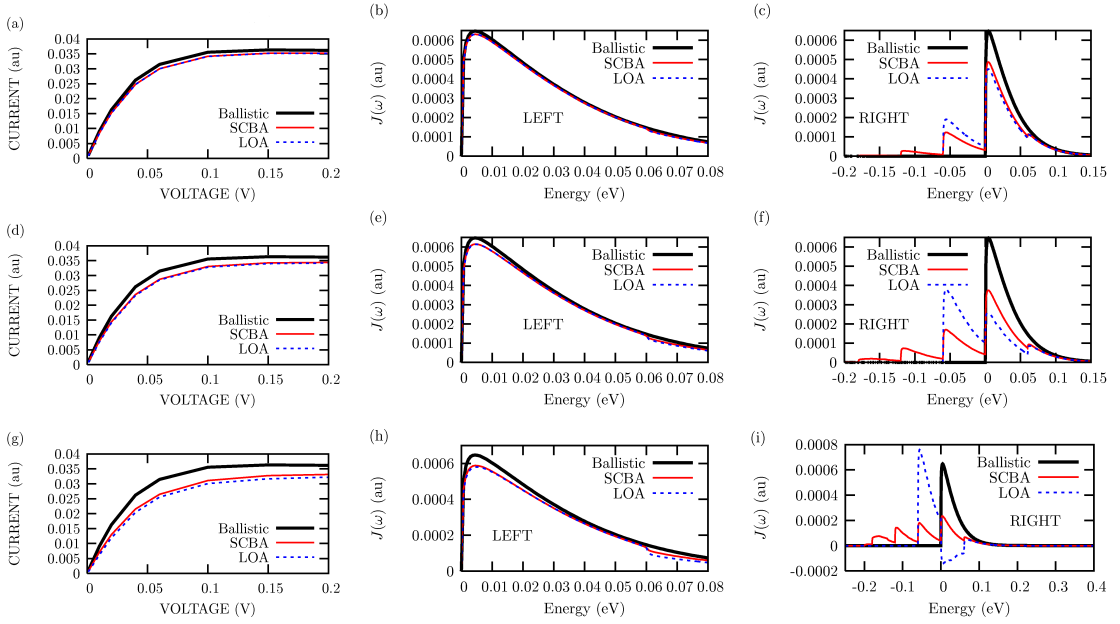 (a)
CURRENT (au)
0.04
0.035
0.03
0.025
0.02
0.015
0.01
0.005
0
Ballistic
SCBA
LOA
0 0.05 0.1 0.15 0.2
VOLTAGE (V)
(b)
J(ω) (au)
0.0006
0.0005
0.0004
0.0003
0.0002
0.0001
0
Ballistic
SCBA
LOA
LEFT
0 0.01 0.02 0.03 0.04 0.05 0.06 0.07 0.08
Energy (eV)
(c)
J(ω) (au)
0.0006
0.0005
0.0004
0.0003
0.0002
0.0001
0
Ballistic
SCBA
LOA
RIGHT
-0.2 -0.15 -0.1 -0.05 0 0.05 0.1 0.15
Energy (eV)
(d)
CURRENT (au)
0.04
0.035
0.03
0.025
0.02
0.015
0.01
0.005
0
Ballistic
SCBA
LOA
0 0.05 0.1 0.15 0.2
VOLTAGE (V)
(e)
J(ω) (au)
0.0006
0.0005
0.0004
0.0003
0.0002
0.0001
0
Ballistic
SCBA
LOA
LEFT
0 0.01 0.02 0.03 0.04 0.05 0.06 0.07 0.08
Energy (eV)
(f)
J(ω) (au)
0.0006
0.0005
0.0004
0.0003
0.0002
0.0001
0
Ballistic
SCBA
LOA
RIGHT
-0.2 -0.15 -0.1 -0.05 0 0.05 0.1 0.15
Energy (eV)
(g)
CURRENT (au)
0.04
0.035
0.03
0.025
0.02
0.015
0.01
0.005
0
Ballistic
SCBA
LOA
0 0.05 0.1 0.15 0.2
VOLTAGE (V)
(h)
J(ω) (au)
0.0006
0.0004
0.0002
0
Ballistic
SCBA
LOA
LEFT
0 0.01 0.02 0.03 0.04 0.05 0.06 0.07 0.08
Energy (eV)
(i)
J(ω) (au)
0.0008
0.0006
0.0004
0.0002
0
-0.0002
Ballistic
SCBA
LOA
RIGHT
-0.2 -0.1 0 0.1 0.2 0.3 0.4
Energy (eV)